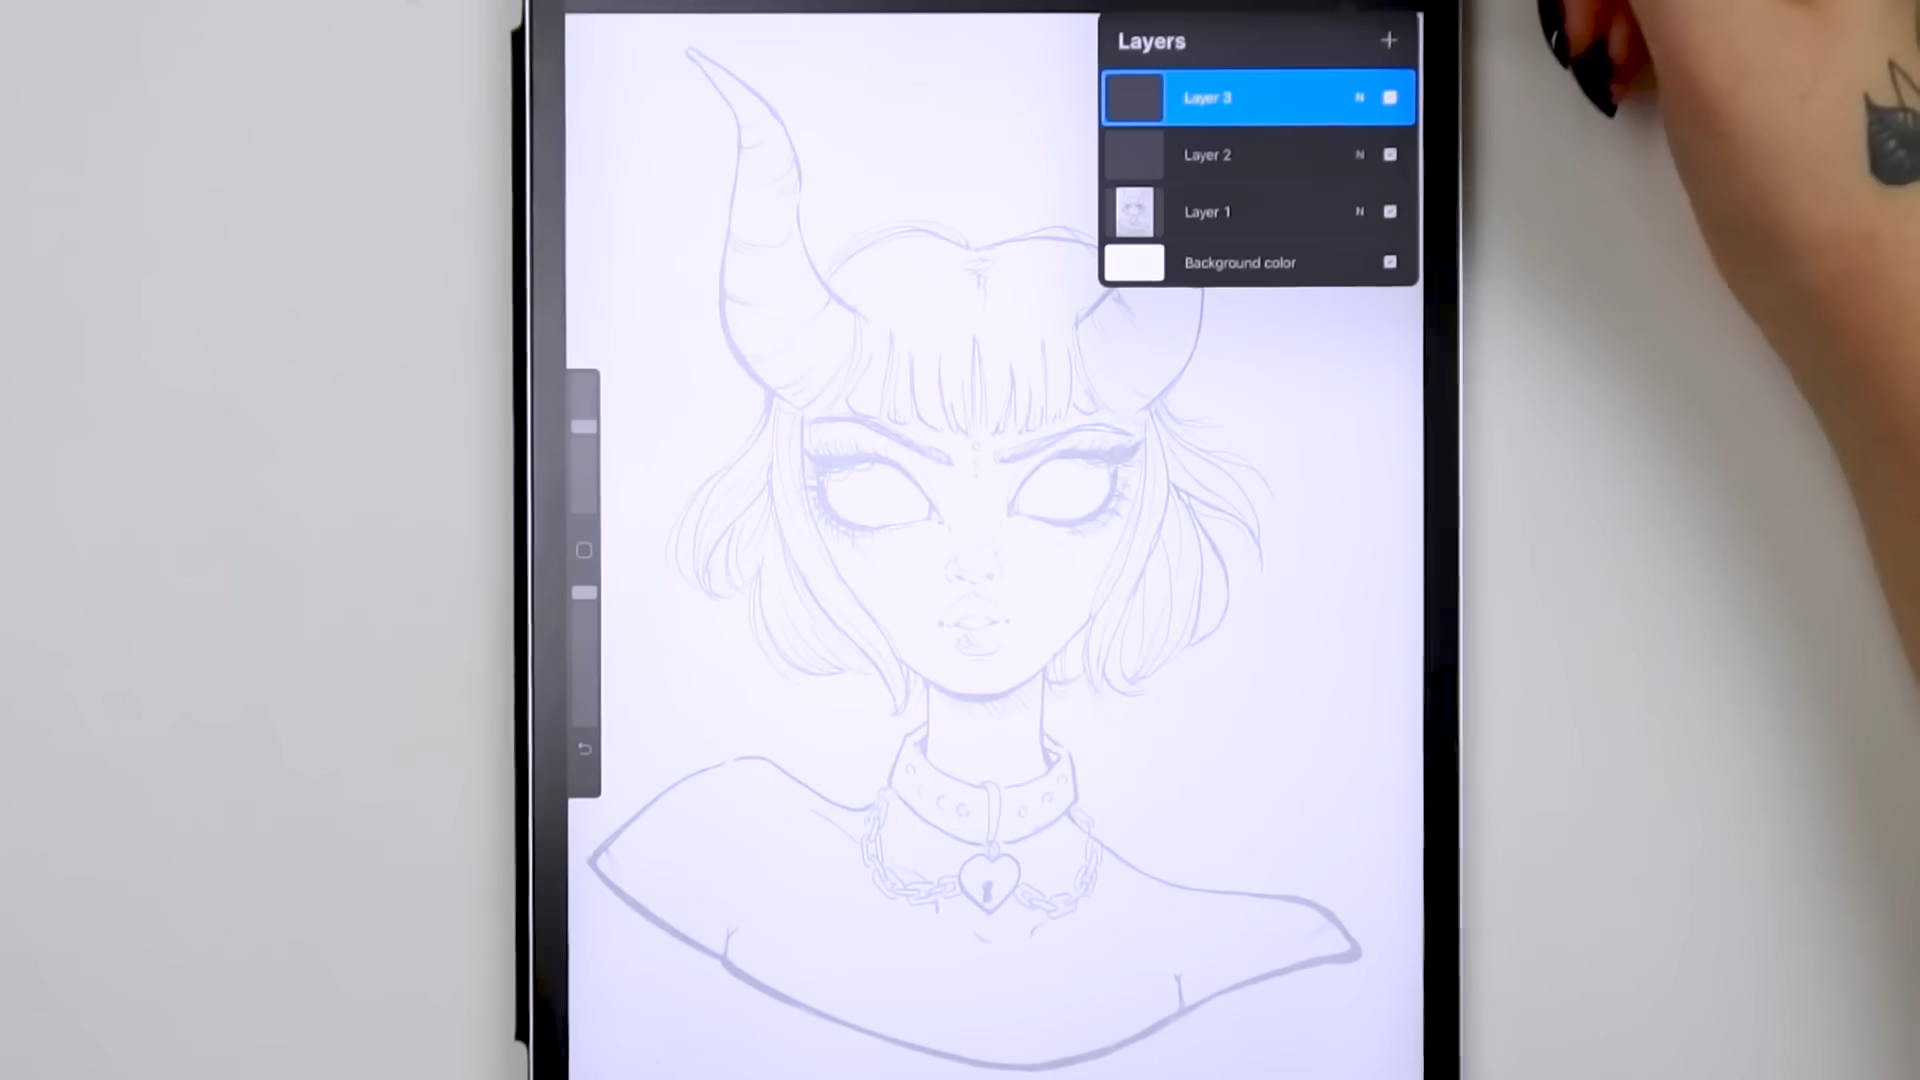 Layers
Layer 3 N
Layer 2 N
Layer 1 N
Background color